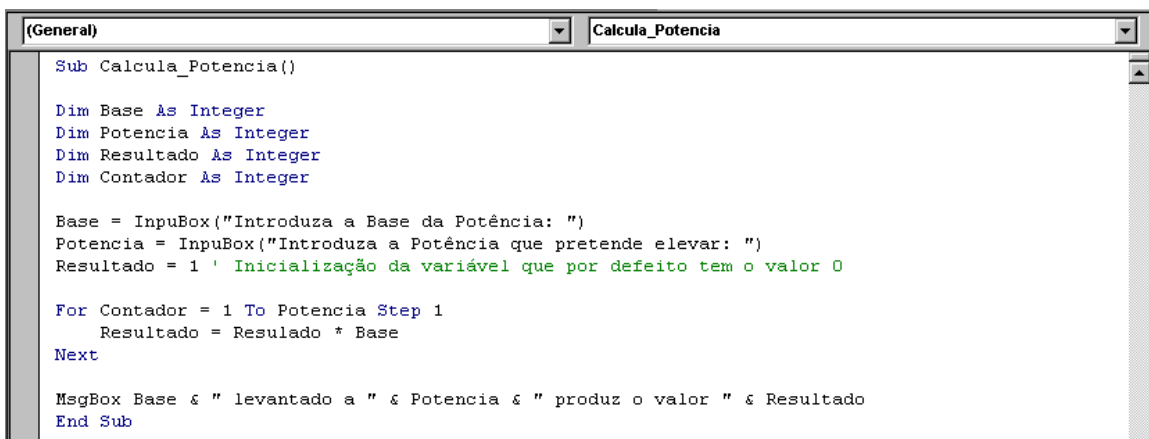 (General) Calcula_Potencia
Sub Calcula_Potencia()
Dim Base As Integer
Dim Potencia As Integer
Dim Resultado As Integer
Dim Contador As Integer
Base = InpuBox("Introduza a Base da Potência: ")
Potencia = InpuBox("Introduza a Potência que pretende elevar: ")
Resultado = 1 ' Inicialização da variável que por defeito tem o valor 0
For Contador = 1 To Potencia Step 1
Resultado = Resulado * Base
Next
MsgBox Base & " levantado a " & Potencia & " produz o valor " & Resultado
End Sub